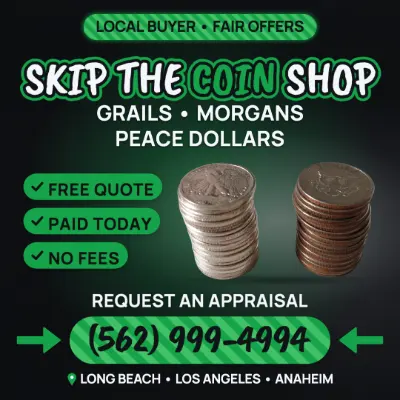 LOCAL BUYER • FAIR OFFERS
SKIP THE COIN SHOP
GRAILS • MORGANS
PEACE DOLLARS
FREE QUOTE
PAID TODAY
NO FEES
REQUEST AN APPRAISAL
(562) 999-4994
LONG BEACH • LOS ANGELES • ANAHEIM